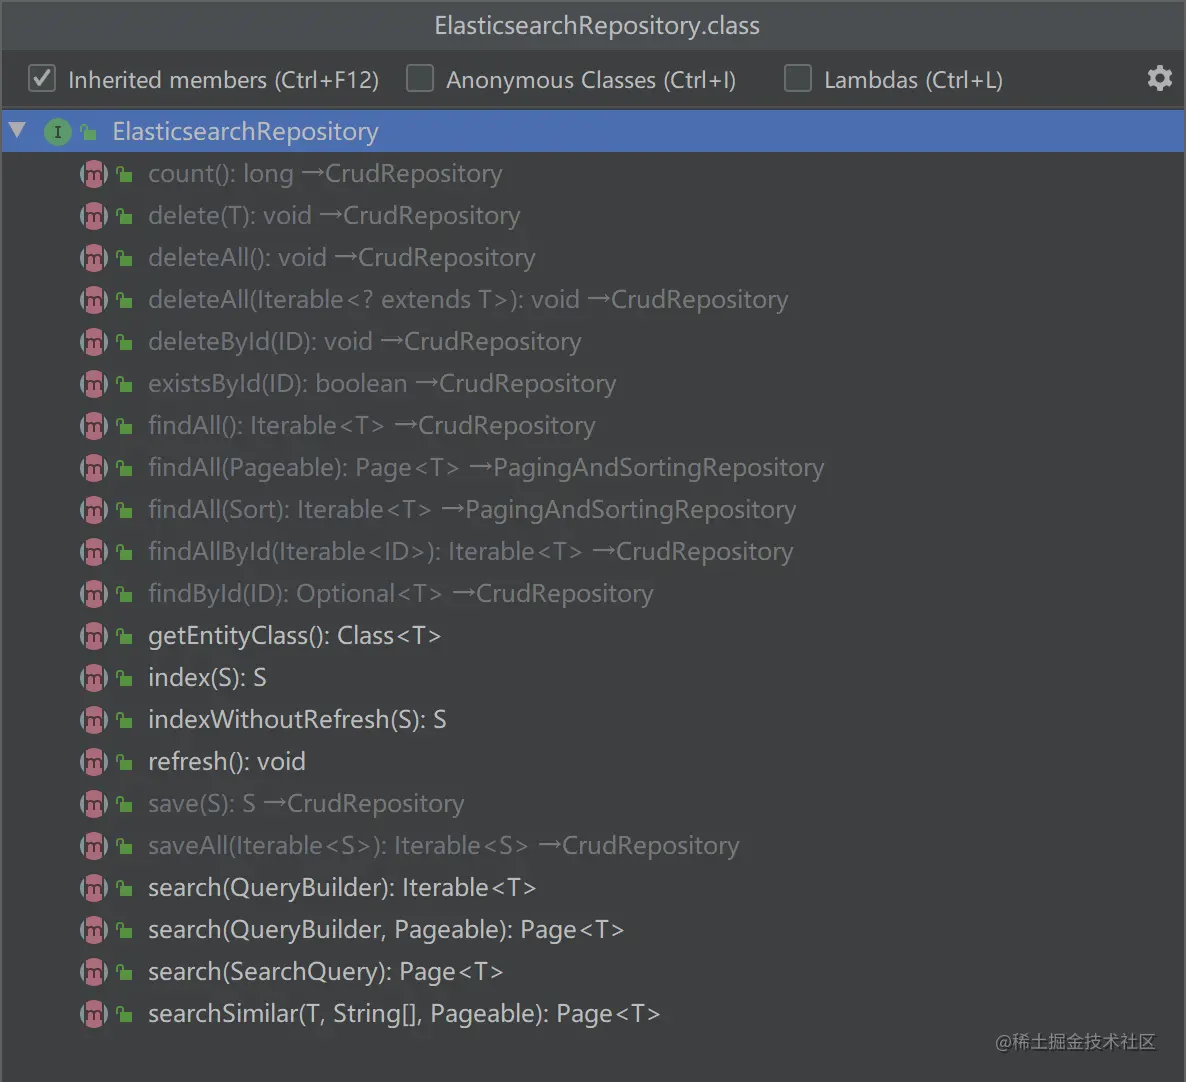 ElasticsearchRepository.class
Inherited members (Ctrl+F12) Anonymous Classes (Ctrl+I) Lambdas (Ctrl+L)
I ElasticsearchRepository
m count(): long →CrudRepository
m delete(T): void →CrudRepository
m deleteAll(): void →CrudRepository
m deleteAll(Iterable<? extends T>): void →CrudRepository
m deleteById(ID): void →CrudRepository
m existsById(ID): boolean →CrudRepository
m findAll(): Iterable<T> →CrudRepository
m findAll(Pageable): Page<T> →PagingAndSortingRepository
m findAll(Sort): Iterable<T> →PagingAndSortingRepository
m findAllById(Iterable<ID>): Iterable<T> →CrudRepository
m findById(ID): Optional<T> →CrudRepository
m getEntityClass(): Class<T>
m index(S): S
m indexWithoutRefresh(S): S
m refresh(): void
m save(S): S →CrudRepository
m saveAll(Iterable<S>): Iterable<S> →CrudRepository
m search(QueryBuilder): Iterable<T>
m search(QueryBuilder, Pageable): Page<T>
m search(SearchQuery): Page<T>
m searchSimilar(T, String[], Pageable): Page<T>
@稀土掘金技术社区